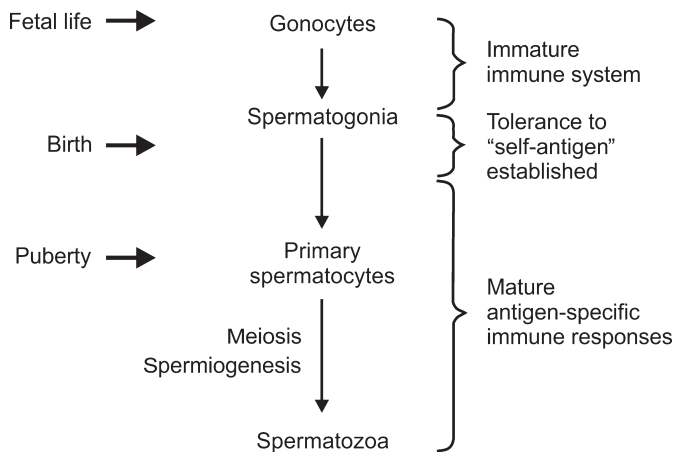 Fetal life
Gonocytes
Immature
immune system
Spermatogonia
Tolerance to
“self-antigen”
established
Birth
Puberty
Primary
spermatocytes
Mature
antigen-specific
immune responses
Meiosis
Spermiogenesis
Spermatozoa